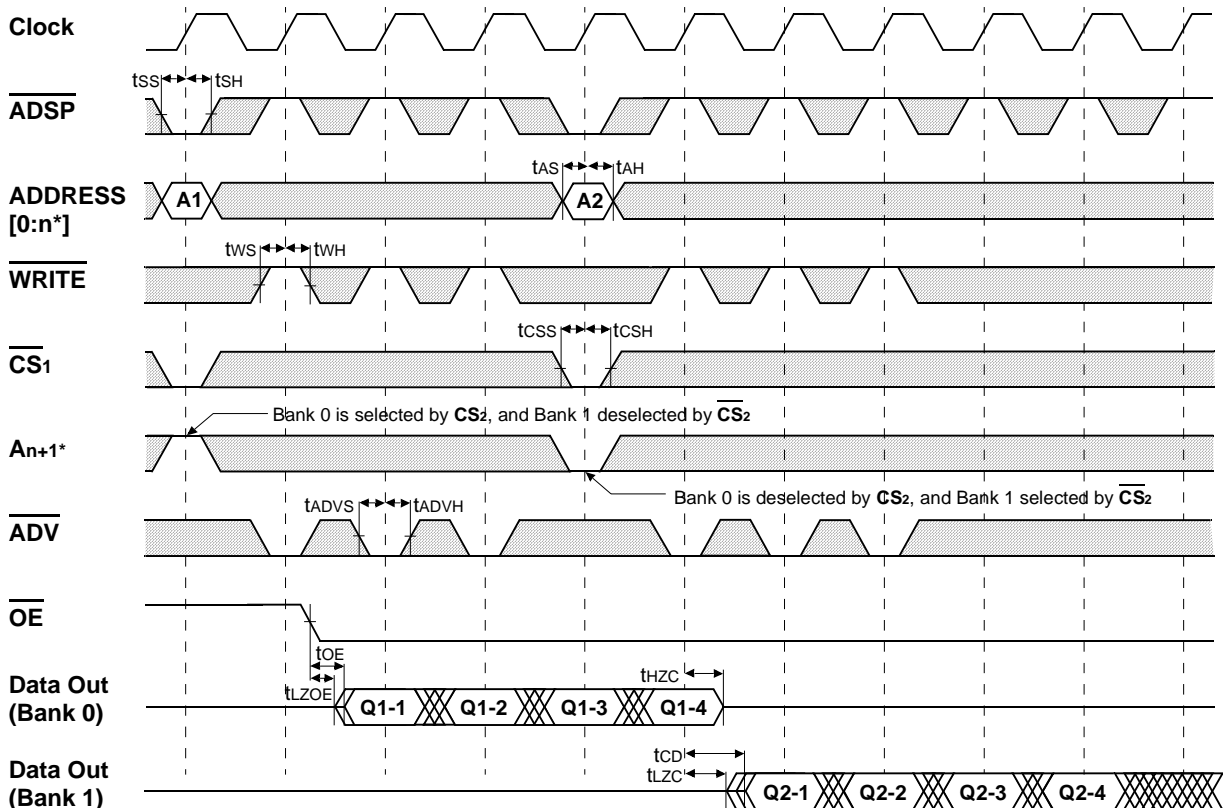 Clock
tSS tSH
ADSP
tAS tAH
ADDRESS
[0:n*]
A1 A2
tWS tWH
WRITE
tCSS tCSH
CS1
Bank 0 is selected by CS2, and Bank 1 deselected by CS2
An+1*
Bank 0 is deselected by CS2, and Bank 1 selected by CS2
tADVS tADVH
ADV
OE
tOE
tLZOE
tHZC
Data Out
(Bank 0)
Q1-1 Q1-2 Q1-3 Q1-4
tCD
tLZC
Data Out
(Bank 1)
Q2-1 Q2-2 Q2-3 Q2-4